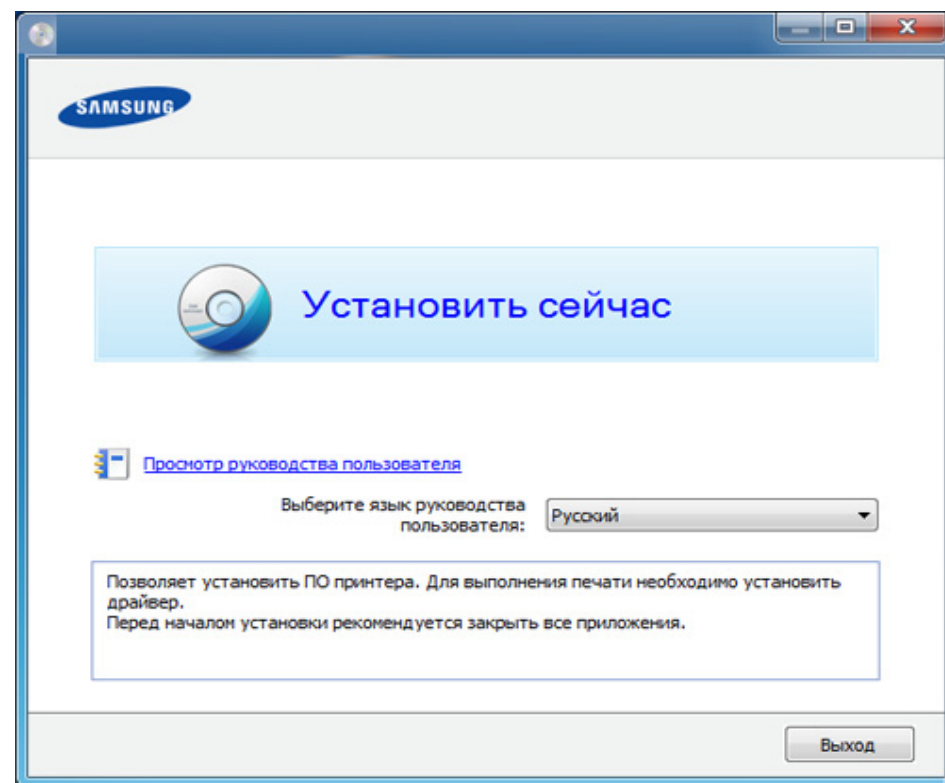 SAMSUNG
Установить сейчас
Просмотр руководства пользователя
Выберите язык руководства
пользователя:
Русский
Позволяет установить ПО принтера. Для выполнения печати необходимо установить
драйвер.
Перед началом установки рекомендуется закрыть все приложения.
Выход